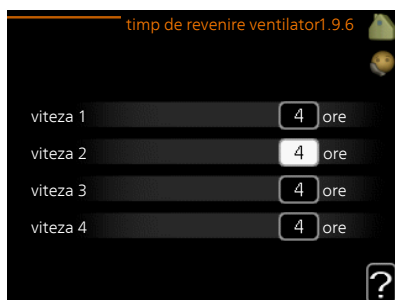 timp de revenire ventilator1.9.6
viteza 1 4 ore
viteza 2 4 ore
viteza 3 4 ore
viteza 4 4 ore
?